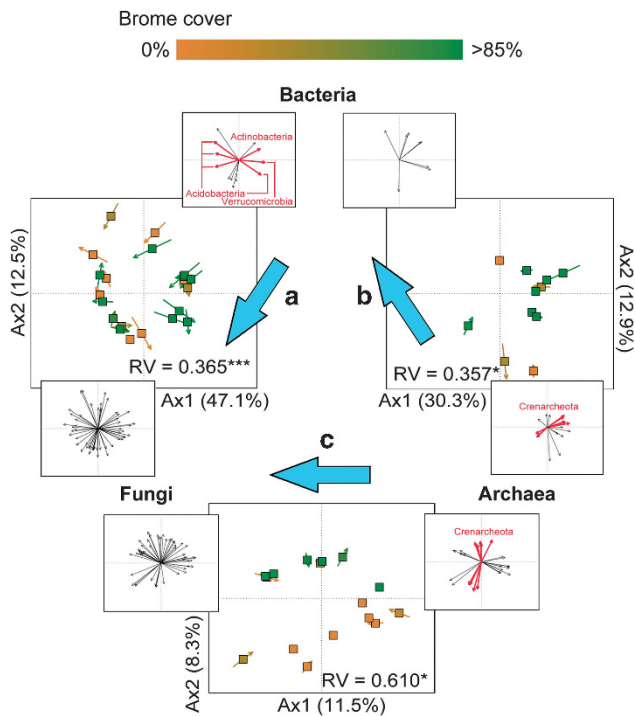 Brome cover
0% >85%
Bacteria
Actinobacteria
Acidobacteria
Verrucomicrobia
Ax2 (12.5%)
a
RV = 0.365***
Ax1 (47.1%)
b
Ax2 (12.9%)
RV = 0.357*
Ax1 (30.3%)
Crenarcheota
c
Fungi
Archaea
Crenarcheota
Ax2 (8.3%)
RV = 0.610*
Ax1 (11.5%)